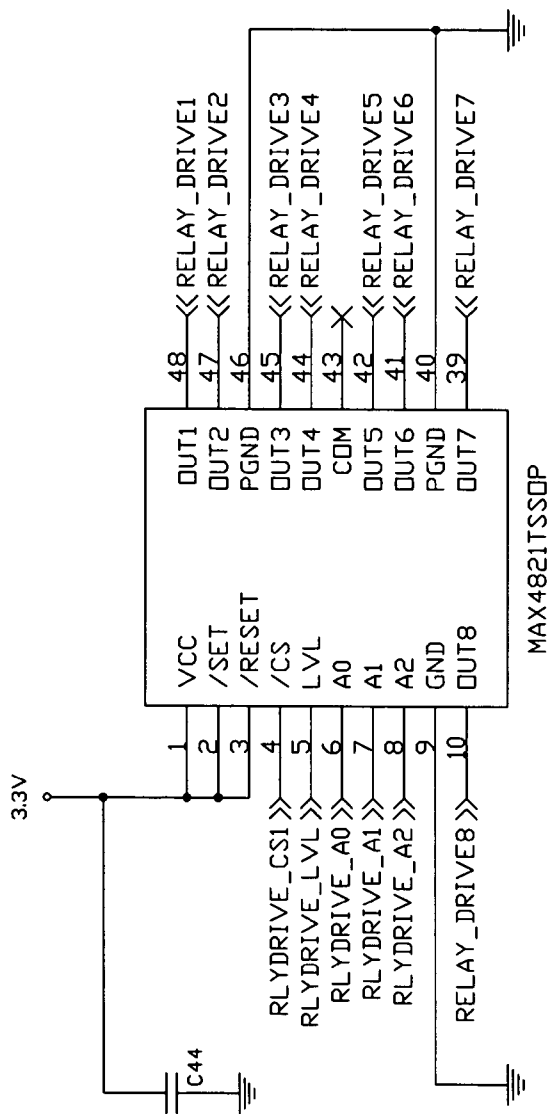 3.3V
C44
1 VCC OUT1 48 RELAY_DRIVE1
2 /SET OUT2 47 RELAY_DRIVE2
3 /RESET PGND 46
RLYDRIVE_CS1 4 /CS OUT3 45 RELAY_DRIVE3
RLYDRIVE_LVL 5 LVL OUT4 44 RELAY_DRIVE4
RLYDRIVE_A0 6 A0 COM 43
RLYDRIVE_A1 7 A1 OUT5 42 RELAY_DRIVE5
RLYDRIVE_A2 8 A2 OUT6 41 RELAY_DRIVE6
9 GND PGND 40
RELAY_DRIVE8 10 OUT8 OUT7 39 RELAY_DRIVE7
MAX4821TSSOP